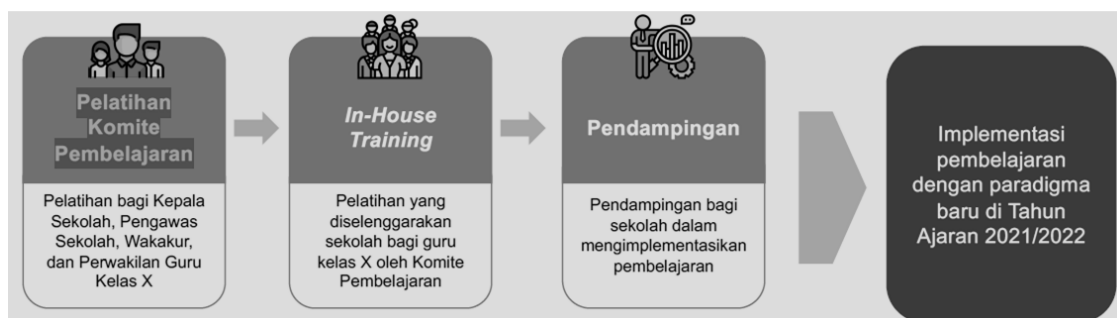 Pelatihan
Komite
Pembelajaran
Pelatihan bagi Kepala
Sekolah, Pengawas
Sekolah, Wakakur,
dan Perwakilan Guru
Kelas X
In-House
Training
Pelatihan yang
diselenggarakan
sekolah bagi guru
kelas X oleh Komite
Pembelajaran
Pendampingan
Pendampingan bagi
sekolah dalam
mengimplementasikan
pembelajaran
Implementasi
pembelajaran
dengan paradigma
baru di Tahun
Ajaran 2021/2022